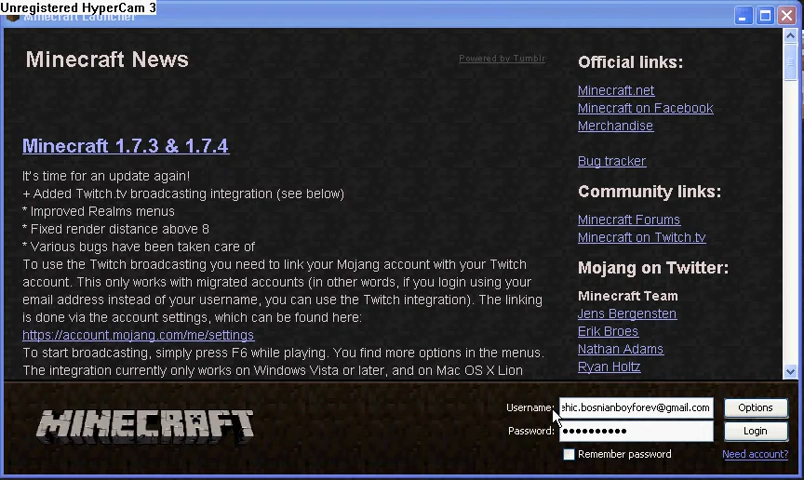 Unregistered HyperCam 3
Minecraft Launcher
Minecraft News
Powered by Tumblr
Minecraft 1.7.3 & 1.7.4
It's time for an update again!
+ Added Twitch.tv broadcasting integration (see below)
* Improved Realms menus
* Fixed render distance above 8
* Various bugs have been taken care of
To use the Twitch broadcasting you need to link your Mojang account with your Twitch
account. This only works with migrated accounts (in other words, if you login using your
email address instead of your username, you can use the Twitch integration). The linking
is done via the account settings, which can be found here:
https://account.mojang.com/me/settings
To start broadcasting, simply press F6 while playing. You find more options in the menus.
The integration currently only works on Windows Vista or later, and on Mac OS X Lion
Official links:
Minecraft.net
Minecraft on Facebook
Merchandise
Bug tracker
Community links:
Minecraft Forums
Minecraft on Twitch.tv
Mojang on Twitter:
Minecraft Team
Jens Bergensten
Erik Broes
Nathan Adams
Ryan Holtz
MINECRAFT
Username: ehic.bosnianboyforev@gmail.com
Options
Password: ●●●●●●●●●●
Login
Remember password
Need account?